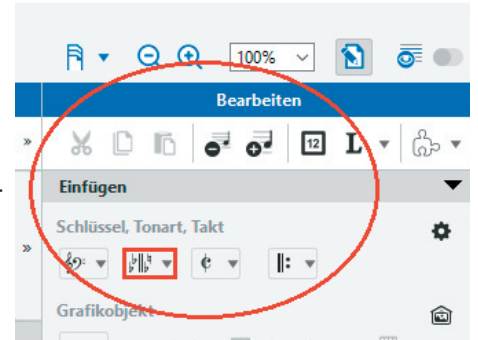 100%
Bearbeiten
» 12 L
Einfügen
Schlüssel, Tonart, Takt
»
Grafikobjekt